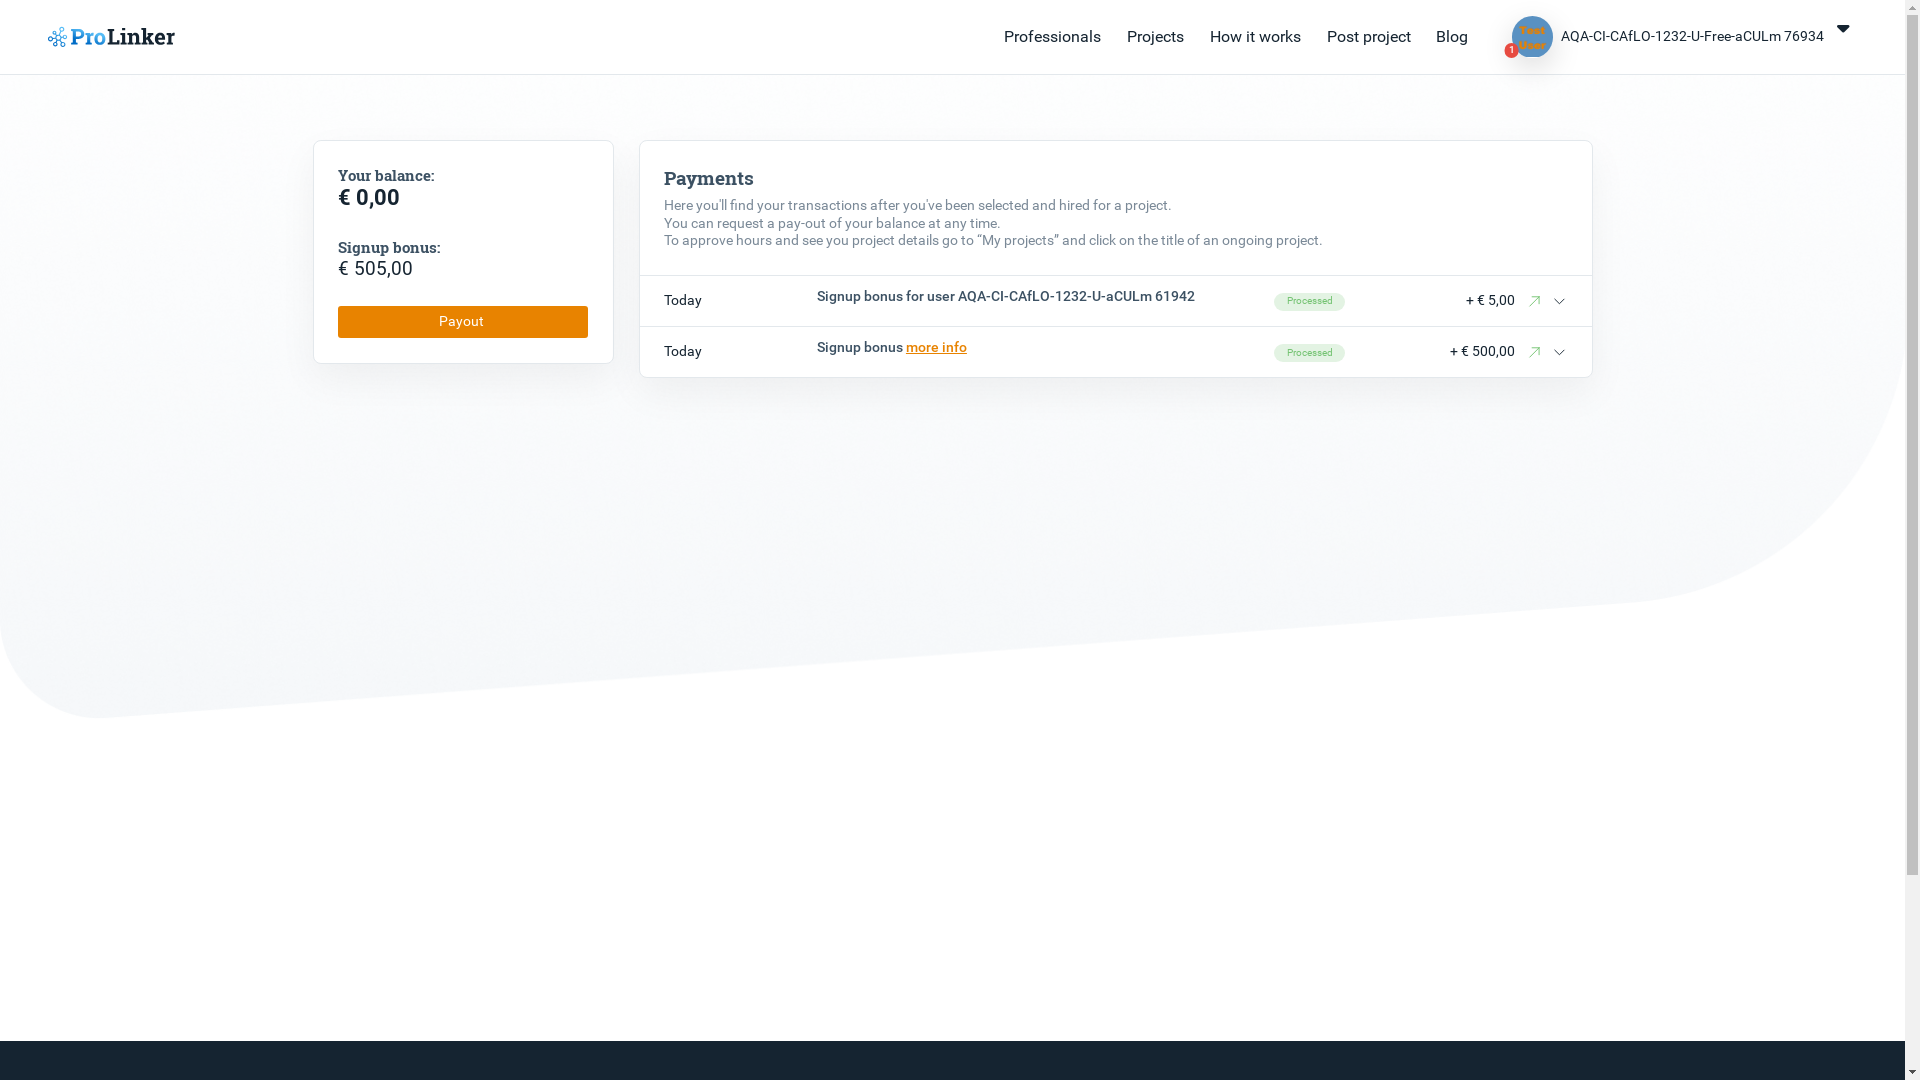 ProLinker
Professionals
Projects
How it works
Post project
Blog
Test
User
1
AQA-CI-CAfLO-1232-U-Free-aCULm 76934
Your balance:
€ 0,00
Signup bonus:
€ 505,00
Payout
Payments
Here you'll find your transactions after you've been selected and hired for a project.
You can request a pay-out of your balance at any time.
To approve hours and see you project details go to “My projects” and click on the title of an ongoing project.
Today
Signup bonus for user AQA-CI-CAfLO-1232-U-aCULm 61942
Processed
+ € 5,00
Today
Signup bonus more info
Processed
+ € 500,00